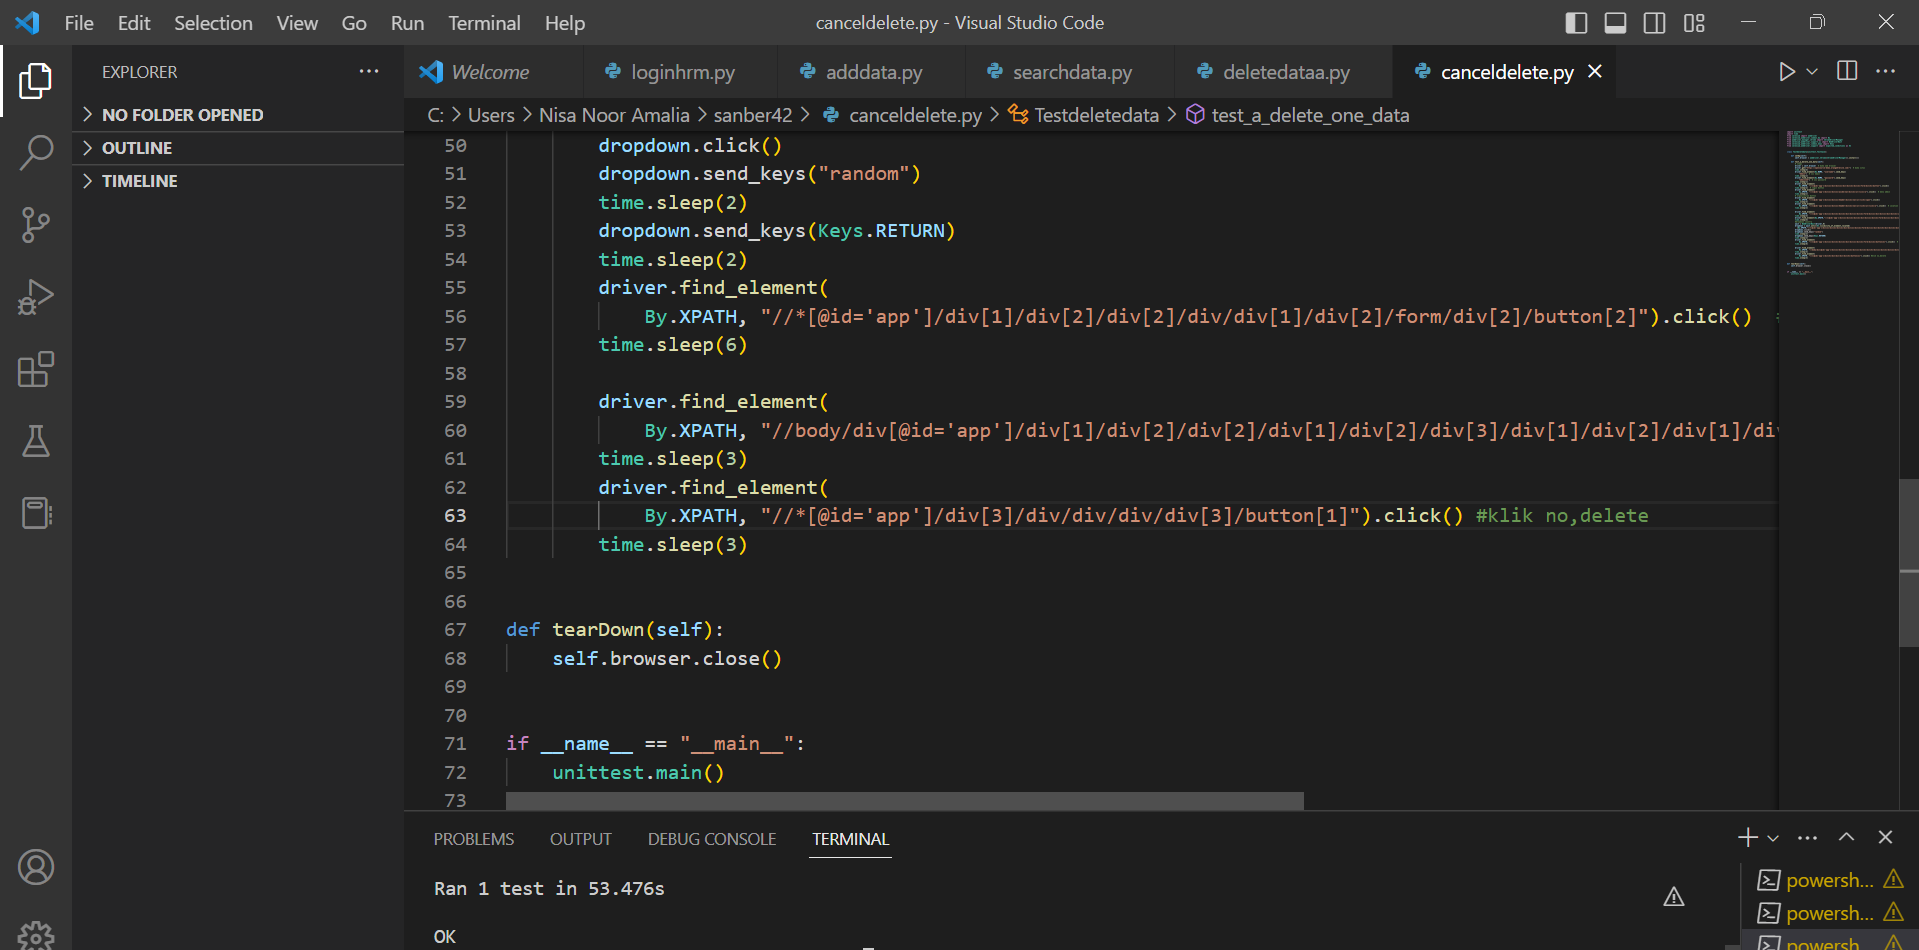 File Edit Selection View Go Run Terminal Help
canceldelete.py - Visual Studio Code
EXPLORER
NO FOLDER OPENED
OUTLINE
TIMELINE
Welcome loginhrm.py adddata.py searchdata.py deletedataa.py canceldelete.py
C: > Users > Nisa Noor Amalia > sanber42 > canceldelete.py > Testdeletedata > test_a_delete_one_data
50 dropdown.click()
51 dropdown.send_keys("random")
52 time.sleep(2)
53 dropdown.send_keys(Keys.RETURN)
54 time.sleep(2)
55 driver.find_element(
56 By.XPATH, "//*[@id='app']/div[1]/div[2]/div[2]/div/div[1]/div[2]/form/div[2]/button[2]").click()
57 time.sleep(6)
58
59 driver.find_element(
60 By.XPATH, "//body/div[@id='app']/div[1]/div[2]/div[2]/div[1]/div[2]/div[3]/div[1]/div[2]/div[1]/di
61 time.sleep(3)
62 driver.find_element(
63 By.XPATH, "//*[@id='app']/div[3]/div/div/div/div[3]/button[1]").click() #klik no,delete
64 time.sleep(3)
65
66
67 def tearDown(self):
68 self.browser.close()
69
70
71 if __name__ == "__main__":
72 unittest.main()
73
PROBLEMS OUTPUT DEBUG CONSOLE TERMINAL
Ran 1 test in 53.476s
OK
powersh...
powersh...
powersh...